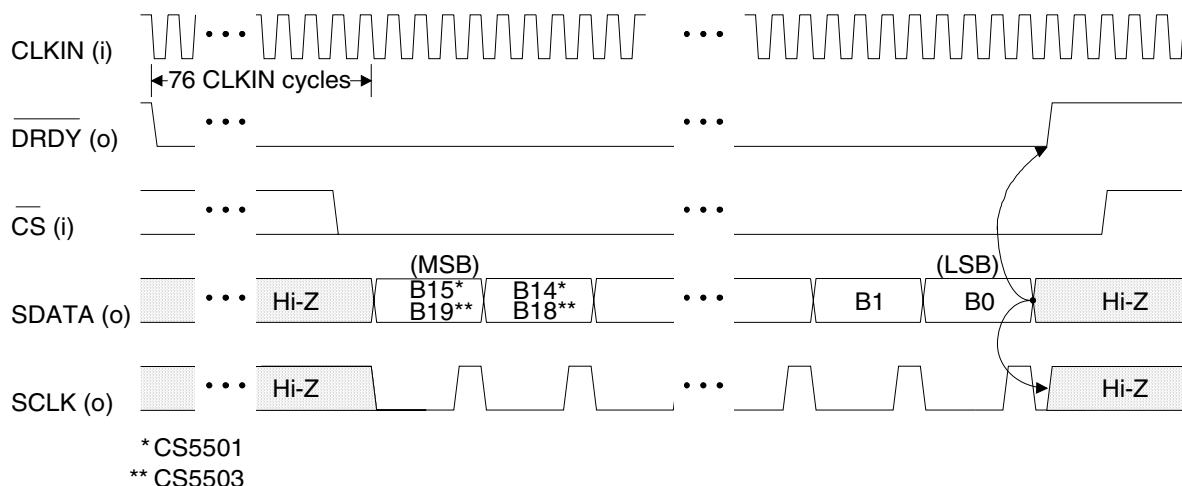 CLKIN (i)
76 CLKIN cycles
DRDY (o)
CS (i)
(MSB)
(LSB)
SDATA (o)
Hi-Z
B15*
B19**
B14*
B18**
B1
B0
Hi-Z
SCLK (o)
Hi-Z
Hi-Z
* CS5501
** CS5503